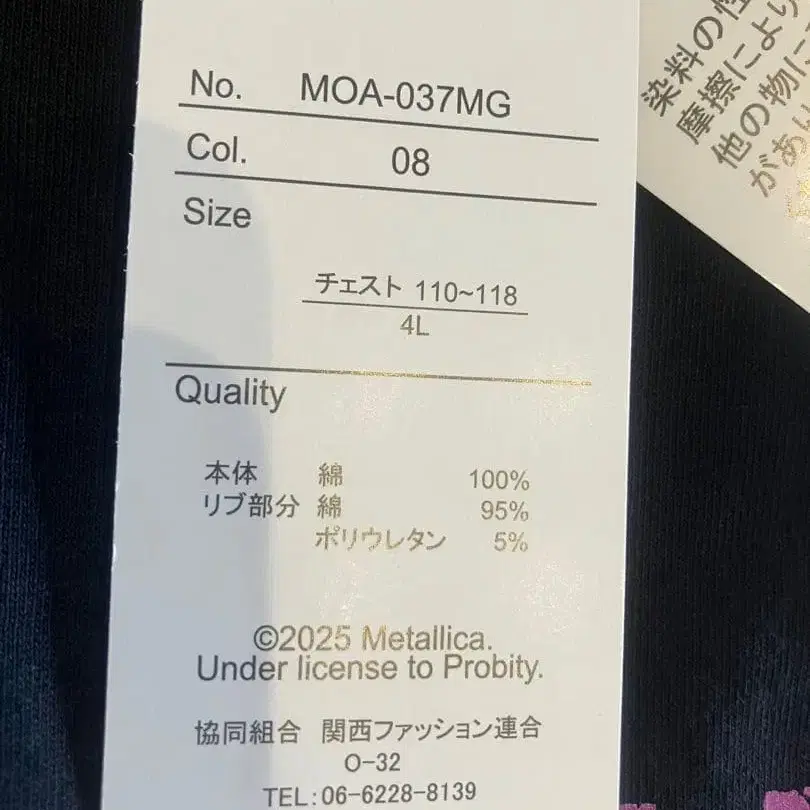 No. MOA-037MG
Col. 08
Size
チェスト 110~118
4L
Quality
本体 綿 100%
リブ部分 綿 95%
ポリウレタン 5%
©2025 Metallica.
Under license to Probity.
協同組合 関西ファッション連合
O-32
TEL:06-6228-8139
染料の性
摩擦により
他の物に
があい